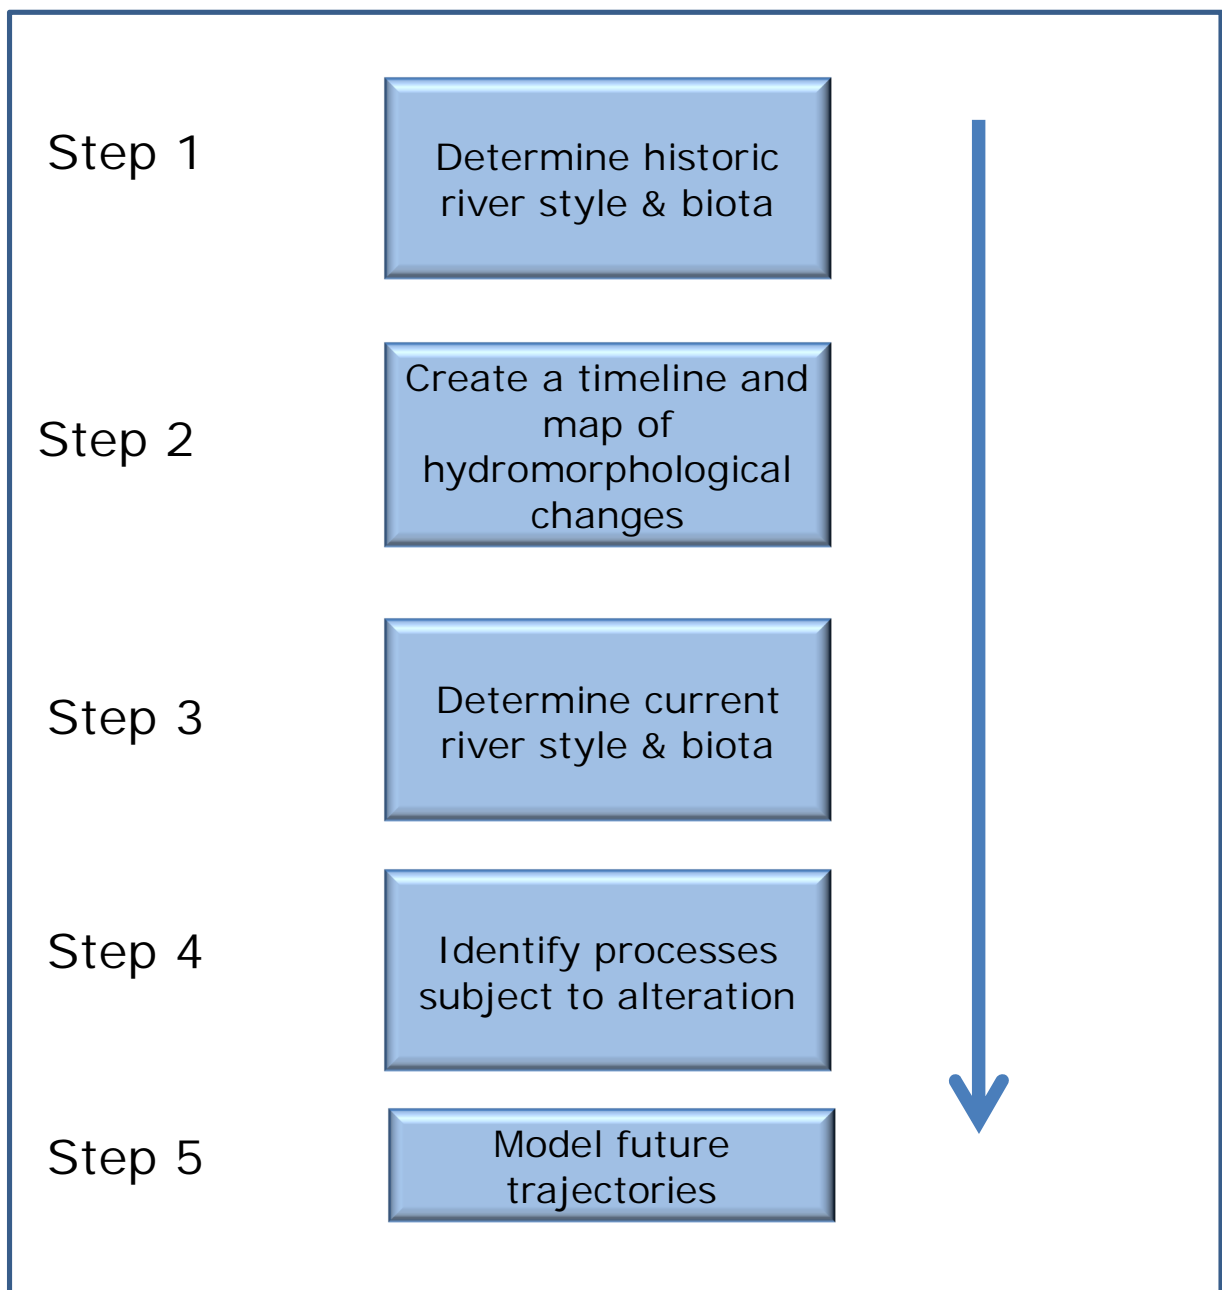 Step 1
Determine historic
river style & biota
Step 2
Create a timeline and
map of
hydromorphological
changes
Step 3
Determine current
river style & biota
Step 4
Identify processes
subject to alteration
Step 5
Model future
trajectories